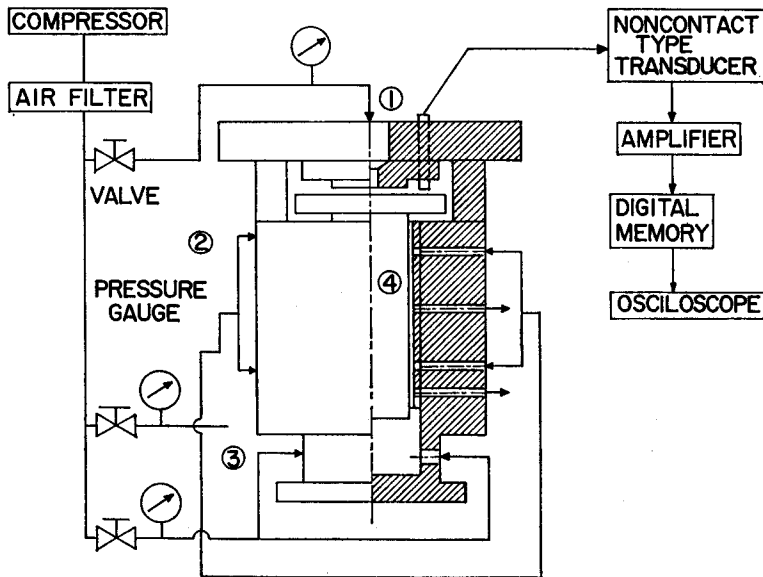 COMPRESSOR
AIR FILTER
VALVE
①
②
PRESSURE
GAUGE
③
④
NONCONTACT
TYPE
TRANSDUCER
AMPLIFIER
DIGITAL
MEMORY
OSCILOSCOPE